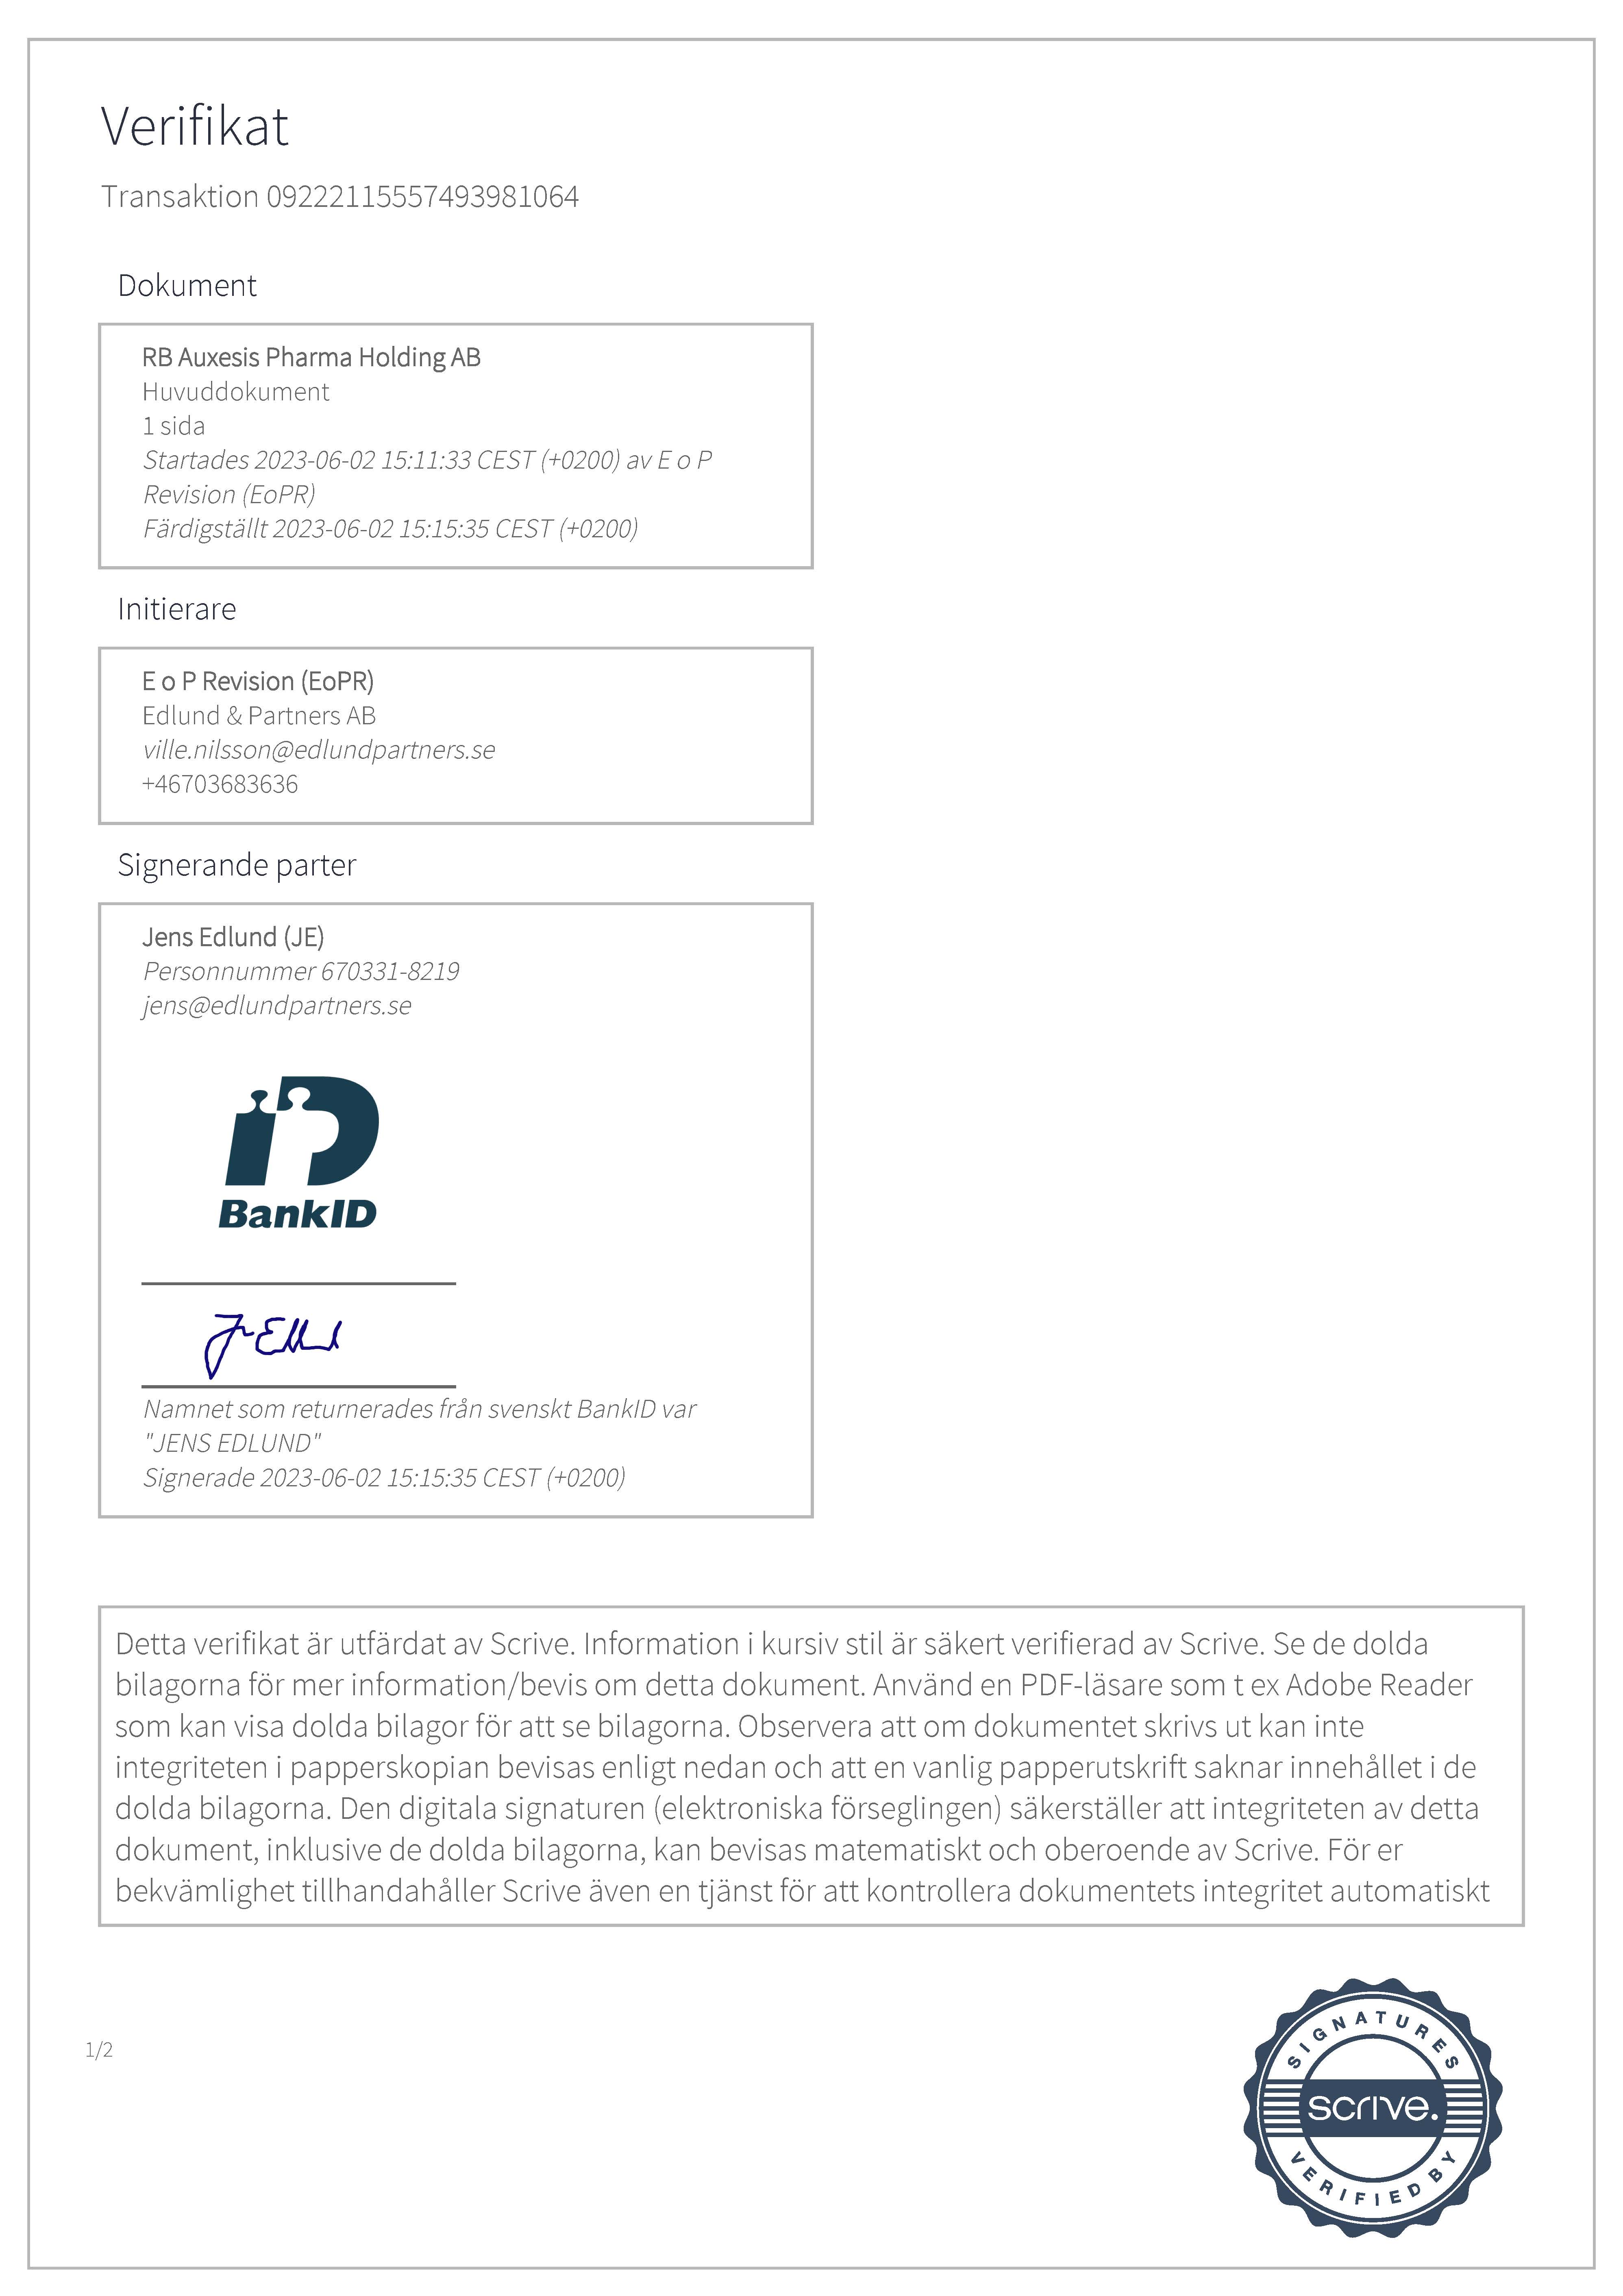 Verifikat
Transaktion 09222115557493981064
Dokument
RB Auxesis Pharma Holding AB
Huvuddokument
1 sida
Startades 2023-06-02 15:11:33 CEST (+0200) av E o P
Revision (EoPR)
Färdigställt 2023-06-02 15:15:35 CEST (+0200)
Initierare
E o P Revision (EoPR)
Edlund & Partners AB
ville.nilsson@edlundpartners.se
+46703683636
Signerande parter
Jens Edlund (JE)
Personnummer 670331-8219
jens@edlundpartners.se
BankID
Namnet som returnerades från svenskt BankID var
"JENS EDLUND"
Signerade 2023-06-02 15:15:35 CEST (+0200)
Detta verifikat är utfärdat av Scrive. Information i kursiv stil är säkert verifierad av Scrive. Se de dolda
bilagorna för mer information/bevis om detta dokument. Använd en PDF-läsare som t ex Adobe Reader
som kan visa dolda bilagor för att se bilagorna. Observera att om dokumentet skrivs ut kan inte
integriteten i papperskopian bevisas enligt nedan och att en vanlig papperutskrift saknar innehållet i de
dolda bilagorna. Den digitala signaturen (elektroniska förseglingen) säkerställer att integriteten av detta
dokument, inklusive de dolda bilagorna, kan bevisas matematiskt och oberoende av Scrive. För er
bekvämlighet tillhandahåller Scrive även en tjänst för att kontrollera dokumentets integritet automatiskt
1/2
SIGNATURES
scrive.
VERIFIED BY